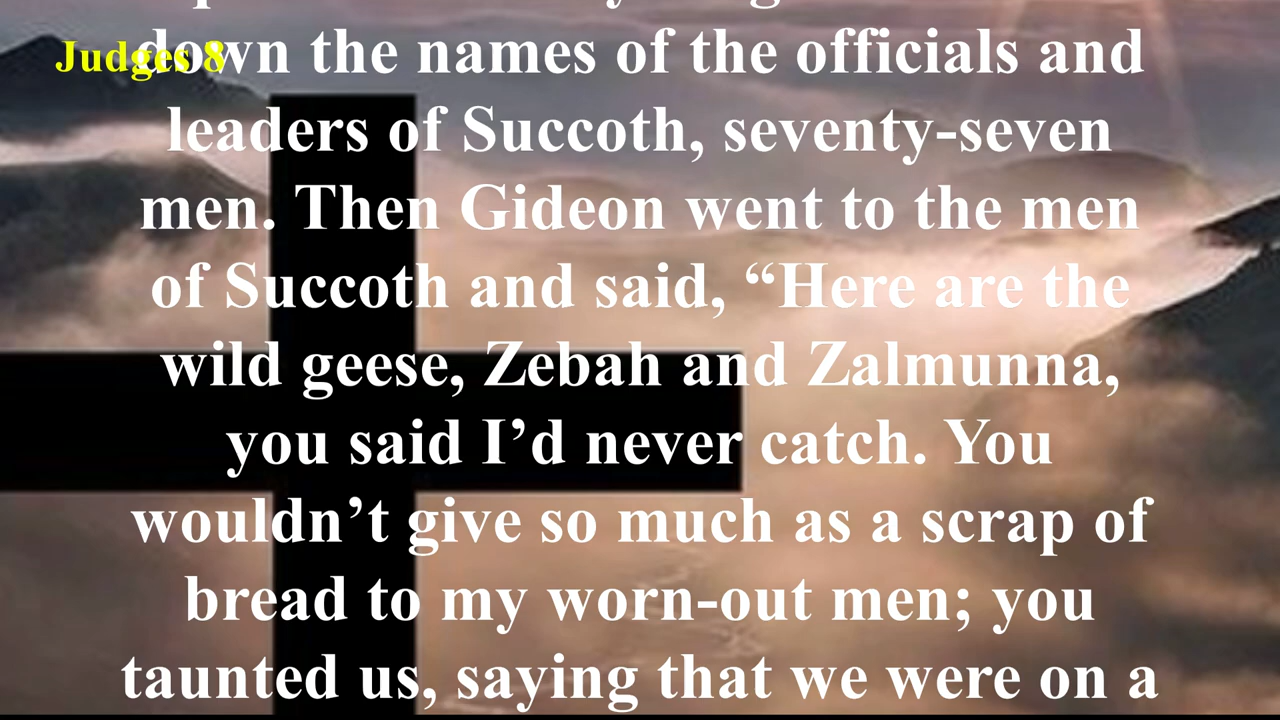 Judges 8
down the names of the officials and
leaders of Succoth, seventy-seven
men. Then Gideon went to the men
of Succoth and said, “Here are the
wild geese, Zebah and Zalmunna,
you said I’d never catch. You
wouldn’t give so much as a scrap of
bread to my worn-out men; you
taunted us, saying that we were on a